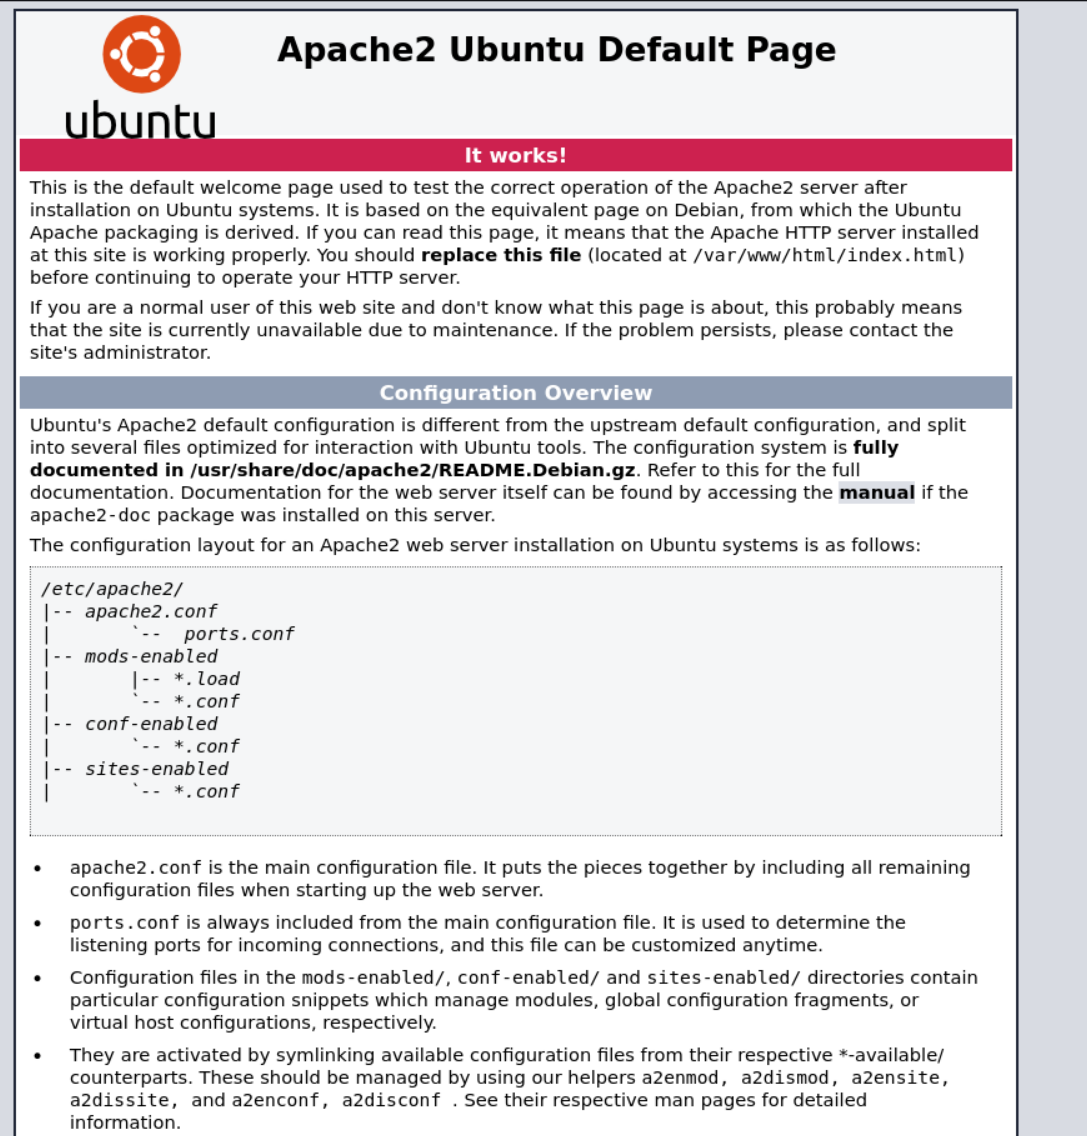 ubuntu
Apache2 Ubuntu Default Page
It works!
This is the default welcome page used to test the correct operation of the Apache2 server after
installation on Ubuntu systems. It is based on the equivalent page on Debian, from which the Ubuntu
Apache packaging is derived. If you can read this page, it means that the Apache HTTP server installed
at this site is working properly. You should replace this file (located at /var/www/html/index.html)
before continuing to operate your HTTP server.
If you are a normal user of this web site and don't know what this page is about, this probably means
that the site is currently unavailable due to maintenance. If the problem persists, please contact the
site's administrator.
Configuration Overview
Ubuntu's Apache2 default configuration is different from the upstream default configuration, and split
into several files optimized for interaction with Ubuntu tools. The configuration system is fully
documented in /usr/share/doc/apache2/README.Debian.gz. Refer to this for the full
documentation. Documentation for the web server itself can be found by accessing the manual if the
apache2-doc package was installed on this server.
The configuration layout for an Apache2 web server installation on Ubuntu systems is as follows:
/etc/apache2/
|-- apache2.conf
|       `--  ports.conf
|-- mods-enabled
|       |-- *.load
|       `-- *.conf
|-- conf-enabled
|       `-- *.conf
|-- sites-enabled
|       `-- *.conf
• apache2.conf is the main configuration file. It puts the pieces together by including all remaining
configuration files when starting up the web server.
• ports.conf is always included from the main configuration file. It is used to determine the
listening ports for incoming connections, and this file can be customized anytime.
• Configuration files in the mods-enabled/, conf-enabled/ and sites-enabled/ directories contain
particular configuration snippets which manage modules, global configuration fragments, or
virtual host configurations, respectively.
• They are activated by symlinking available configuration files from their respective *-available/
counterparts. These should be managed by using our helpers a2enmod, a2dismod, a2ensite,
a2dissite, and a2enconf, a2disconf . See their respective man pages for detailed
information.